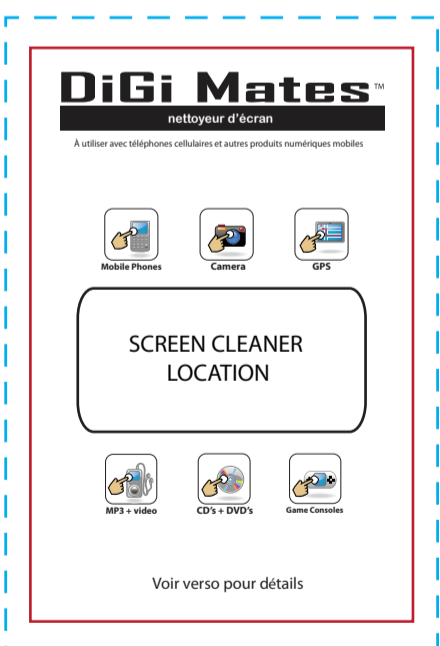 DiGi Mates™
nettoyeur d'écran
À utiliser avec téléphones cellulaires et autres produits numériques mobiles
Mobile Phones
Camera
GPS
SCREEN CLEANER
LOCATION
MP3 + video
CD's + DVD's
Game Consoles
Voir verso pour détails